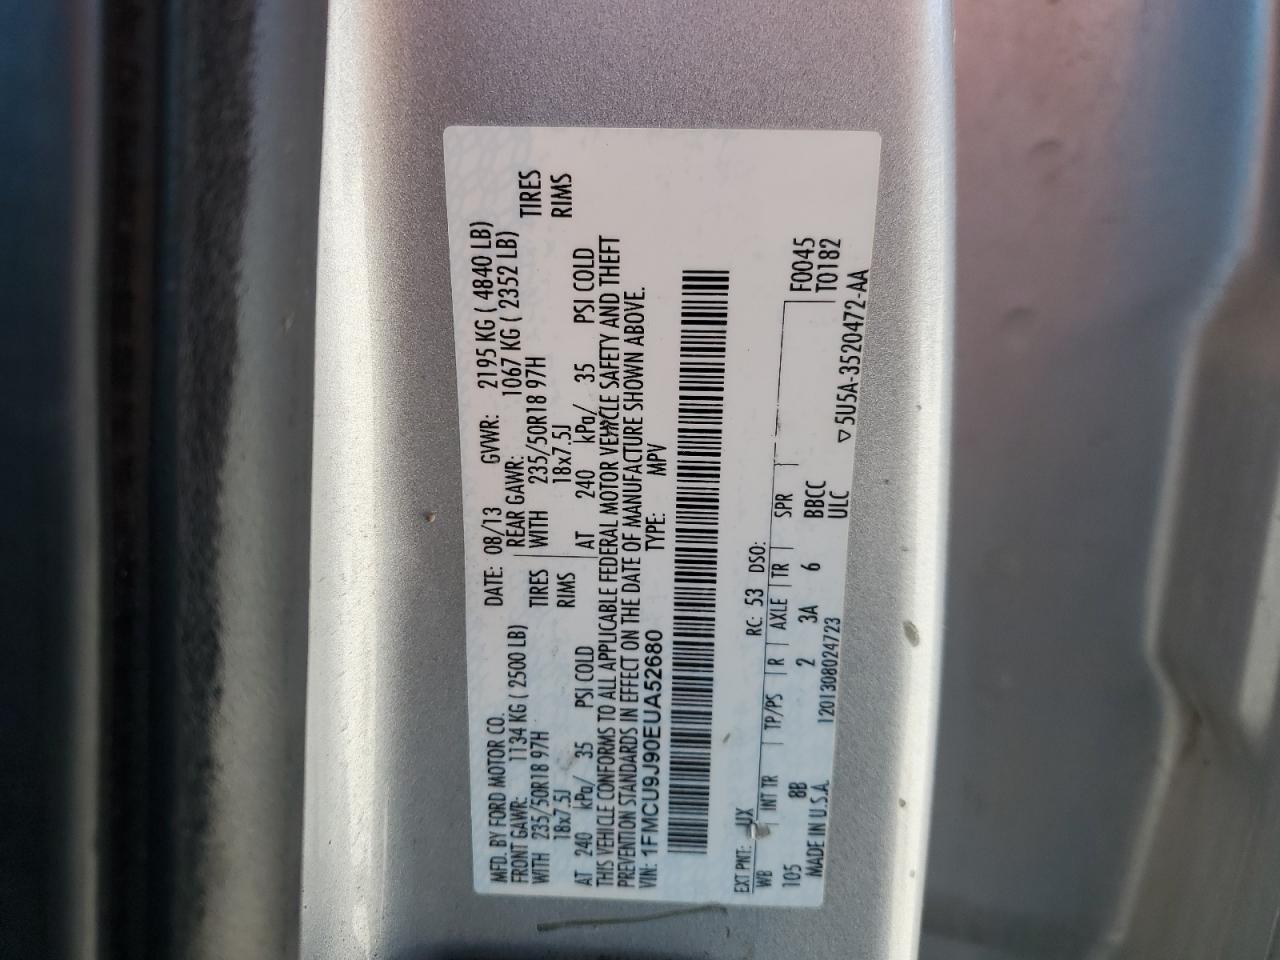 MFD. BY FORD MOTOR CO.
DATE: 08/13 GVWR: 2195 KG ( 4840 LB)
FRONT GAWR: 1134 KG ( 2500 LB) REAR GAWR: 1067 KG ( 2352 LB)
WITH 235/50R18 97H TIRES WITH 235/50R18 97H TIRES
18x7.5J RIMS 18x7.5J RIMS
AT 240 kPa/ 35 PSI COLD AT 240 kPa/ 35 PSI COLD
THIS VEHICLE CONFORMS TO ALL APPLICABLE FEDERAL MOTOR VEHICLE SAFETY AND THEFT
PREVENTION STANDARDS IN EFFECT ON THE DATE OF MANUFACTURE SHOWN ABOVE.
VIN: 1FMCU9J90EUA52680 TYPE: MPV
EXT PNT: UX RC: 53 DSO:
WB INT TR TP/PS R AXLE TR SPR
105 8B 2 3A 6 BBCC F0045
ULC T0182
MADE IN U.S.A. 1201308024723
▽5U5A-3520472-AA